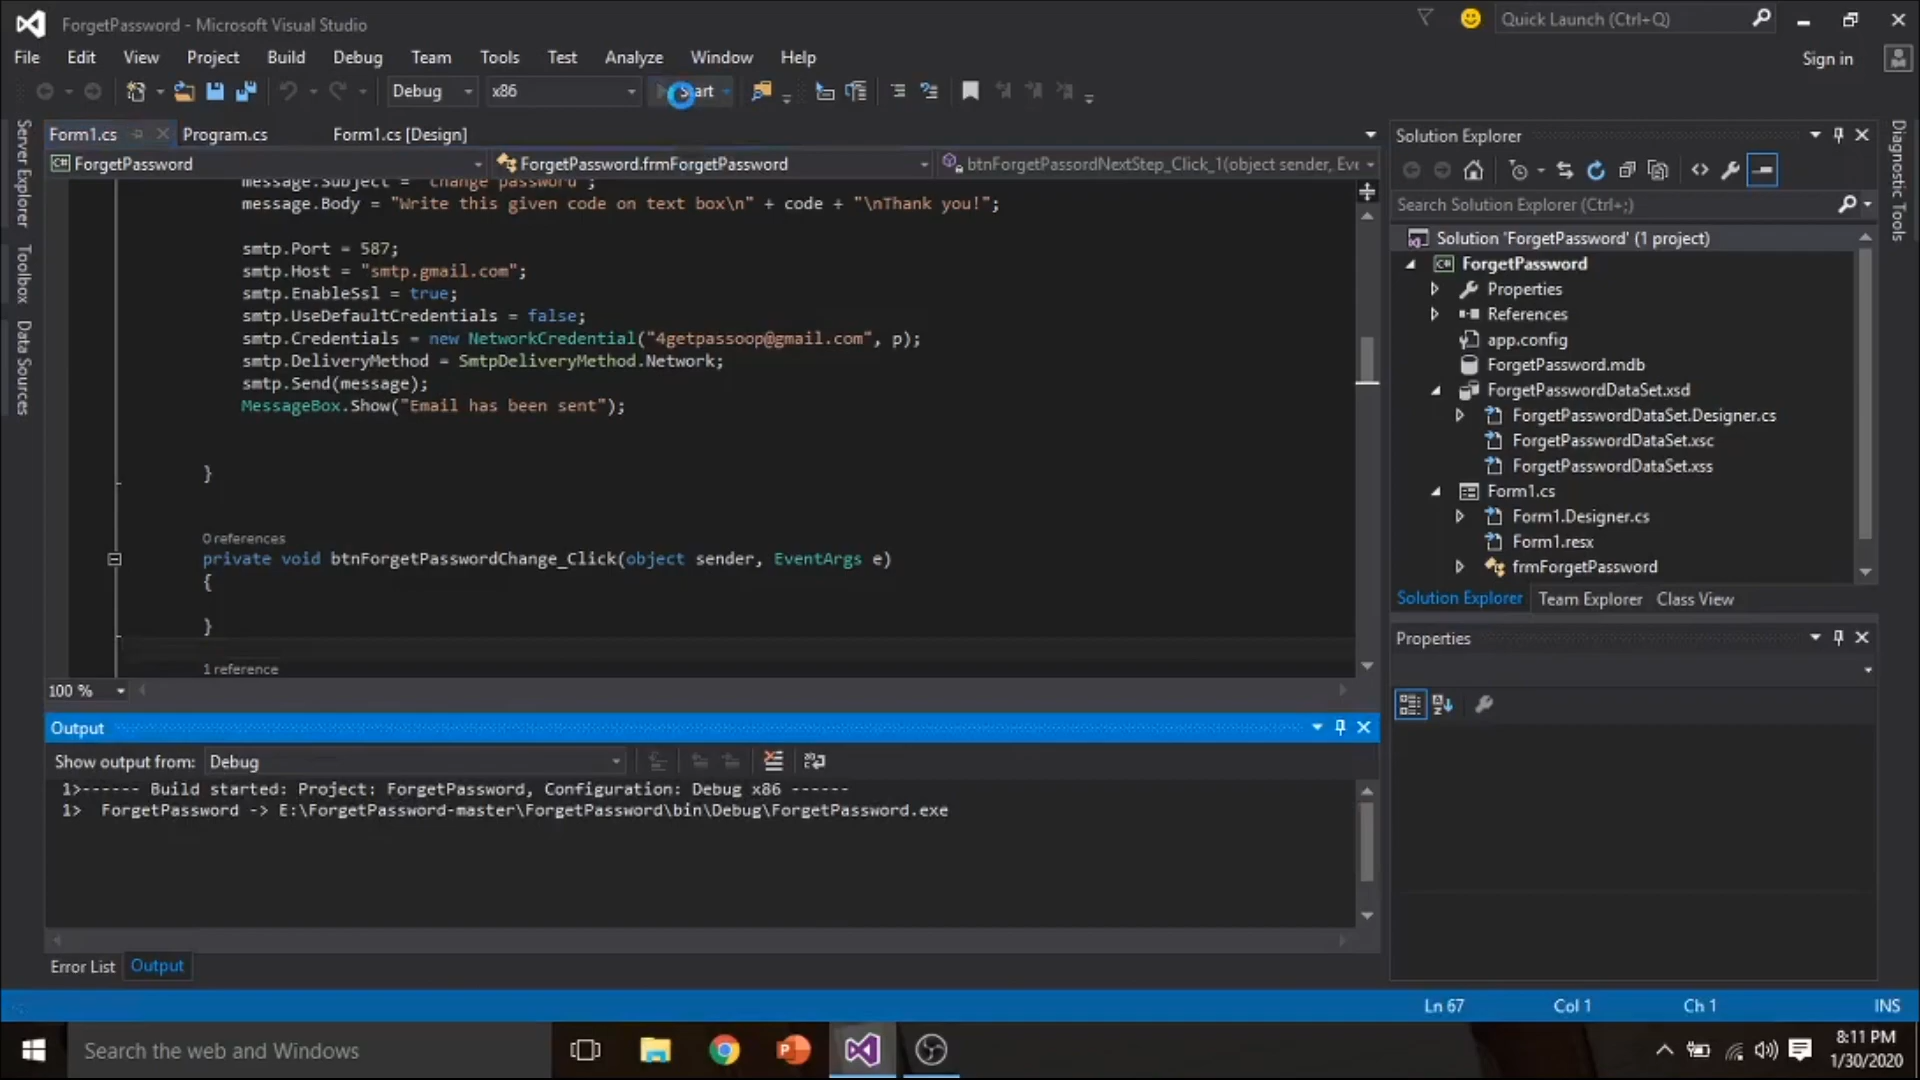 ForgetPassword - Microsoft Visual Studio
Quick Launch (Ctrl+Q)
File Edit View Project Build Debug Team Tools Test Analyze Window Help
Sign in
Debug x86 Start
Form1.cs Program.cs Form1.cs [Design]
ForgetPassword ForgetPassword.frmForgetPassword btnForgetPassordNextStep_Click_1(object sender, Eve
message.Subject = "change password";
message.Body = "Write this given code on text box\n" + code + "\nThank you!";
smtp.Port = 587;
smtp.Host = "smtp.gmail.com";
smtp.EnableSsl = true;
smtp.UseDefaultCredentials = false;
smtp.Credentials = new NetworkCredential("4getpassoop@gmail.com", p);
smtp.DeliveryMethod = SmtpDeliveryMethod.Network;
smtp.Send(message);
MessageBox.Show("Email has been sent");
}
0 references
private void btnForgetPasswordChange_Click(object sender, EventArgs e)
{
}
1 reference
100 %
Output
Show output from: Debug
1>------ Build started: Project: ForgetPassword, Configuration: Debug x86 ------
1> ForgetPassword -> E:\ForgetPassword-master\ForgetPassword\bin\Debug\ForgetPassword.exe
Error List Output
Server Explorer
Toolbox
Data Sources
Solution Explorer
Search Solution Explorer (Ctrl+;)
Solution 'ForgetPassword' (1 project)
C# ForgetPassword
Properties
References
app.config
ForgetPassword.mdb
ForgetPasswordDataSet.xsd
ForgetPasswordDataSet.Designer.cs
ForgetPasswordDataSet.xsc
ForgetPasswordDataSet.xss
Form1.cs
Form1.Designer.cs
Form1.resx
frmForgetPassword
Solution Explorer Team Explorer Class View
Properties
Diagnostic Tools
Ln 67 Col 1 Ch 1 INS
Search the web and Windows
8:11 PM
1/30/2020